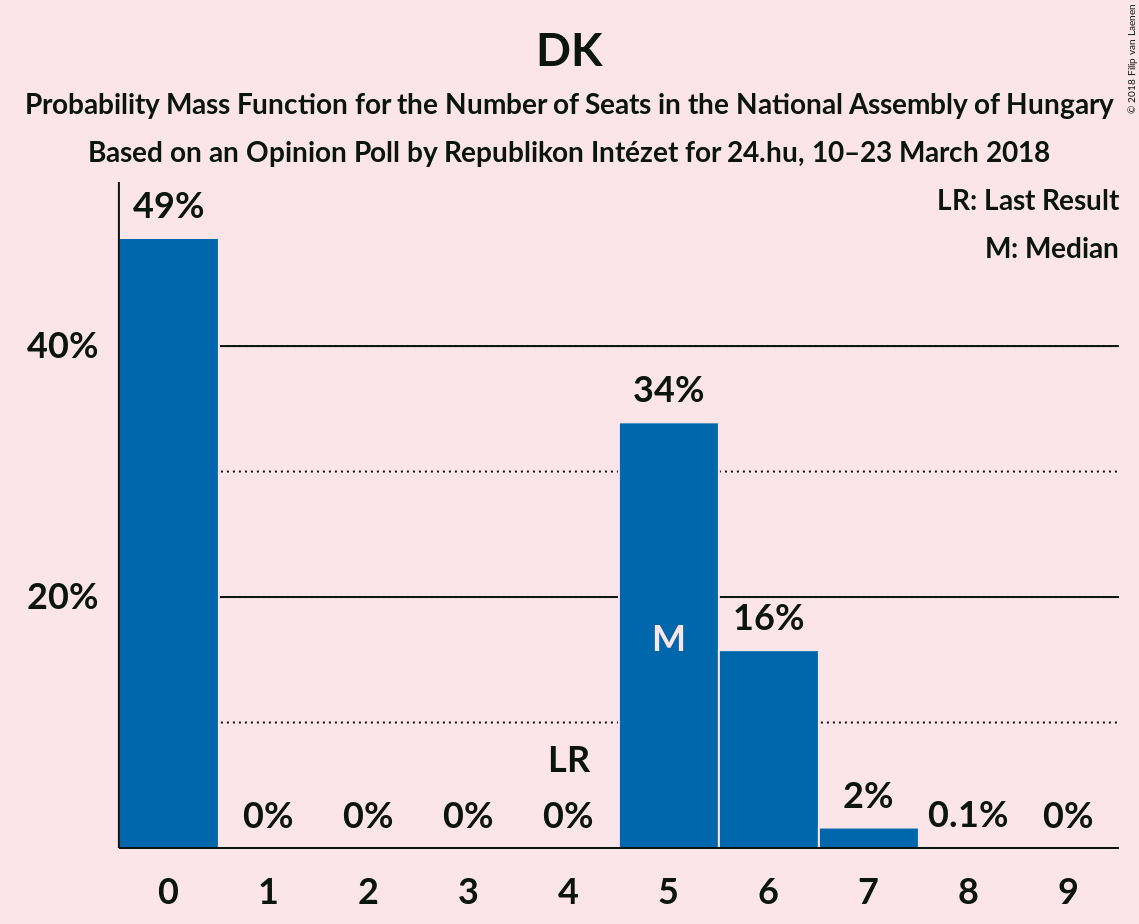 DK
Probability Mass Function for the Number of Seats in the National Assembly of Hungary
Based on an Opinion Poll by Republikon Intézet for 24.hu, 10–23 March 2018
© 2018 Filip van Laenen
LR: Last Result
M: Median
49%
40%
34%
20%
16%
M
LR
0%
0%
0%
0%
2%
0.1%
0%
0 1 2 3 4 5 6 7 8 9